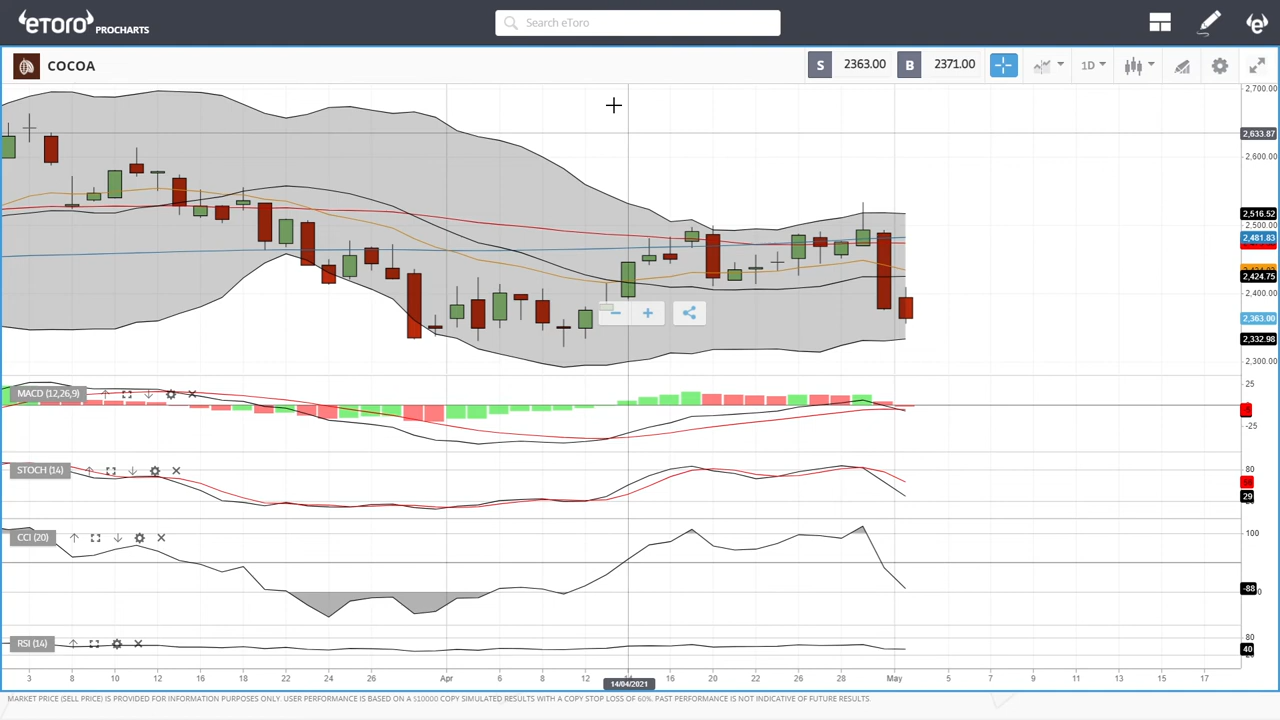 eToro PROCHARTS
Search eToro
COCOA
S 2363.00 B 2371.00
1D
2,700.00
2,633.87
2,600.00
2,516.52
2,500.00
2,481.83
2,424.75
2,400.00
2,363.00
2,332.98
2,300.00
MACD (12,26,9)
25
-25
STOCH (14)
80
29
CCI (20)
100
-88
RSI (14)
80
40
3 8 10 12 16 18 22 24 26 Apr 6 8 12 14/04/2021 16 20 22 26 28 May 5 7 9 11 13 15 17
MARKET PRICE (SELL PRICE) IS PROVIDED FOR INFORMATION PURPOSES ONLY. USER PERFORMANCE IS BASED ON A $10000 COPY SIMULATED RESULTS WITH A COPY STOP LOSS OF 60%. PAST PERFORMANCE IS NOT INDICATIVE OF FUTURE RESULTS.